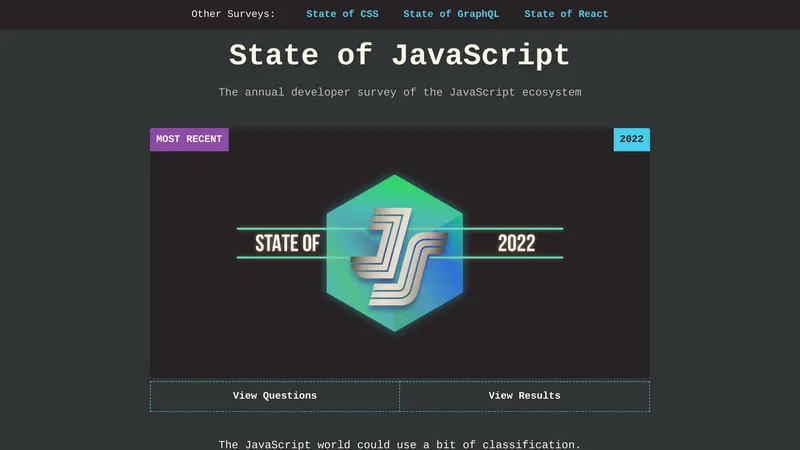 Other Surveys: State of CSS State of GraphQL State of React
State of JavaScript
The annual developer survey of the JavaScript ecosystem
MOST RECENT 2022
STATE OF JS 2022
View Questions View Results
The JavaScript world could use a bit of classification.